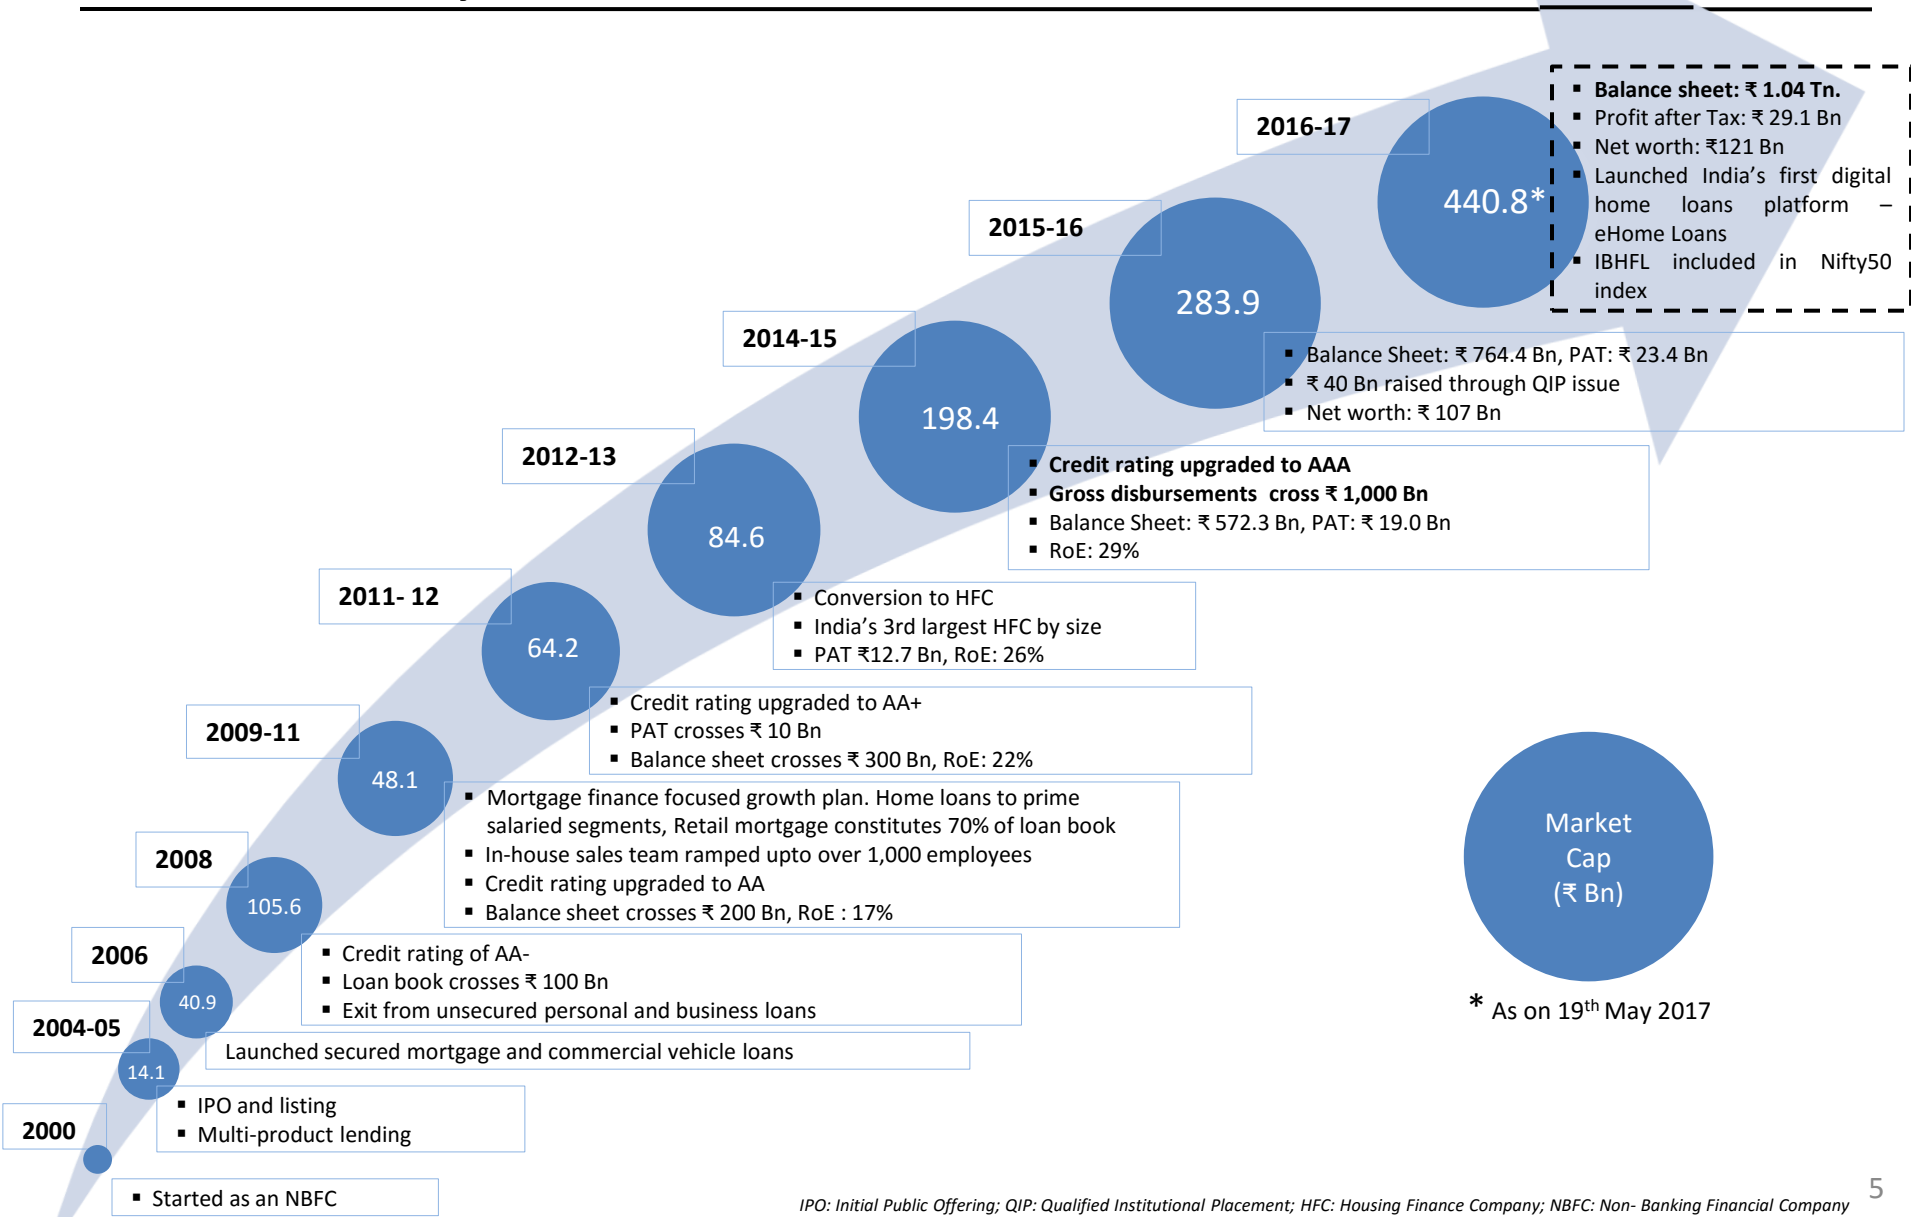 2016-17
440.8*
▪ Balance sheet: ₹ 1.04 Tn.
▪ Profit after Tax: ₹ 29.1 Bn
▪ Net worth: ₹121 Bn
▪ Launched India’s first digital
home loans platform –
eHome Loans
▪ IBHFL included in Nifty50
index
2015-16
283.9
▪ Balance Sheet: ₹ 764.4 Bn, PAT: ₹ 23.4 Bn
▪ ₹ 40 Bn raised through QIP issue
▪ Net worth: ₹ 107 Bn
2014-15
198.4
▪ Credit rating upgraded to AAA
▪ Gross disbursements cross ₹ 1,000 Bn
▪ Balance Sheet: ₹ 572.3 Bn, PAT: ₹ 19.0 Bn
▪ RoE: 29%
2012-13
84.6
▪ Conversion to HFC
▪ India’s 3rd largest HFC by size
▪ PAT ₹12.7 Bn, RoE: 26%
2011- 12
64.2
▪ Credit rating upgraded to AA+
▪ PAT crosses ₹ 10 Bn
▪ Balance sheet crosses ₹ 300 Bn, RoE: 22%
2009-11
48.1
▪ Mortgage finance focused growth plan. Home loans to prime
salaried segments, Retail mortgage constitutes 70% of loan book
▪ In-house sales team ramped upto over 1,000 employees
▪ Credit rating upgraded to AA
▪ Balance sheet crosses ₹ 200 Bn, RoE : 17%
2008
105.6
▪ Credit rating of AA-
▪ Loan book crosses ₹ 100 Bn
▪ Exit from unsecured personal and business loans
2006
40.9
Launched secured mortgage and commercial vehicle loans
2004-05
14.1
▪ IPO and listing
▪ Multi-product lending
2000
▪ Started as an NBFC
Market
Cap
(₹ Bn)
* As on 19th May 2017
IPO: Initial Public Offering; QIP: Qualified Institutional Placement; HFC: Housing Finance Company; NBFC: Non- Banking Financial Company
5